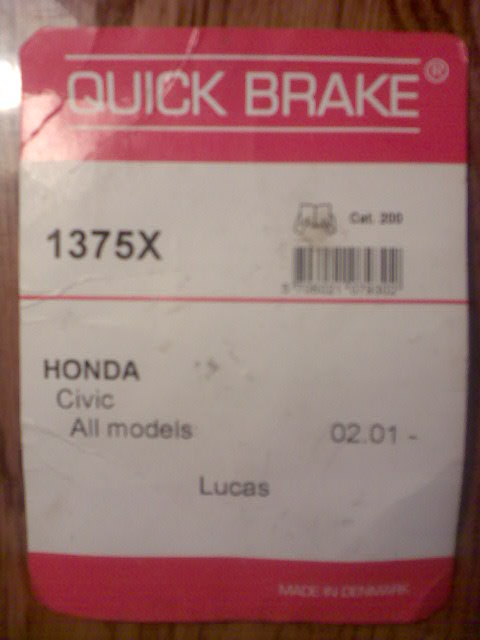 QUICK BRAKE®
Cat. 200
1375X
HONDA
Civic
All models 02.01 -
Lucas
MADE IN DENMARK